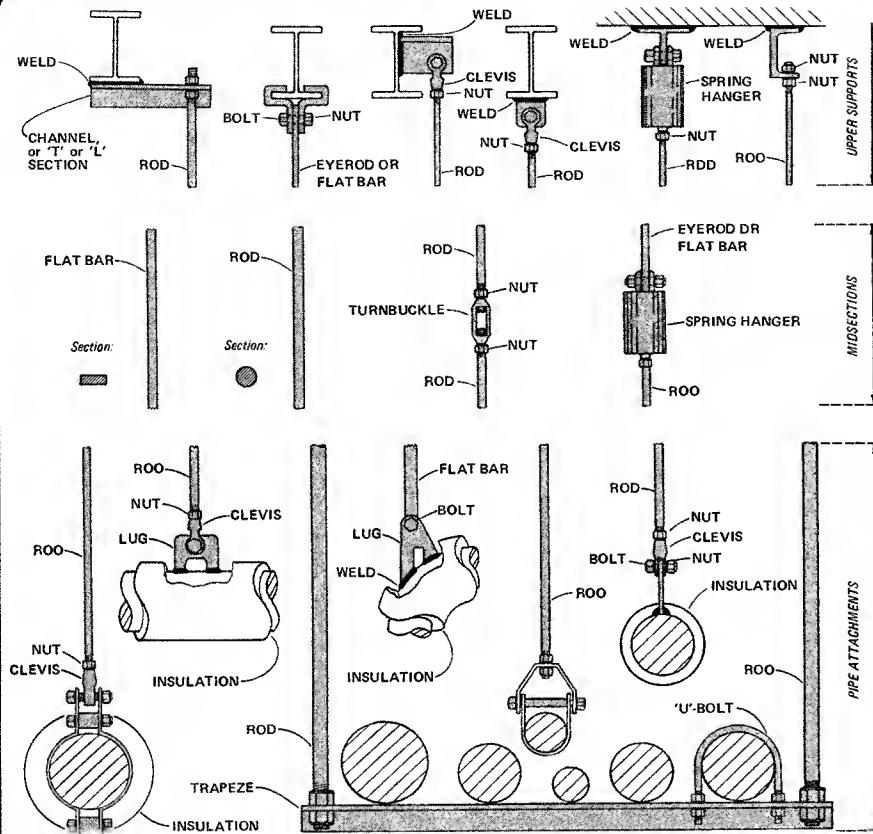 WELD
CHANNEL,
or 'T' or 'L'
SECTION
ROD
BOLT
NUT
EYEROD OR
FLAT BAR
WELD
CLEVIS
NUT
ROD
WELD
NUT
CLEVIS
ROD
WELD
SPRING
HANGER
NUT
RDD
WELD
NUT
NUT
ROO
UPPER SUPPORTS
FLAT BAR
Section:
ROD
Section:
ROD
NUT
TURNBUCKLE
NUT
ROD
EYEROD DR
FLAT BAR
SPRING HANGER
ROO
MIDSECTIONS
ROO
NUT
CLEVIS
INSULATION
ROO
NUT
CLEVIS
LUG
INSULATION
FLAT BAR
BOLT
LUG
WELD
INSULATION
ROO
ROD
NUT
CLEVIS
BOLT
NUT
INSULATION
ROD
TRAPEZE
'U'-BOLT
ROO
PIPE ATTACHMENTS